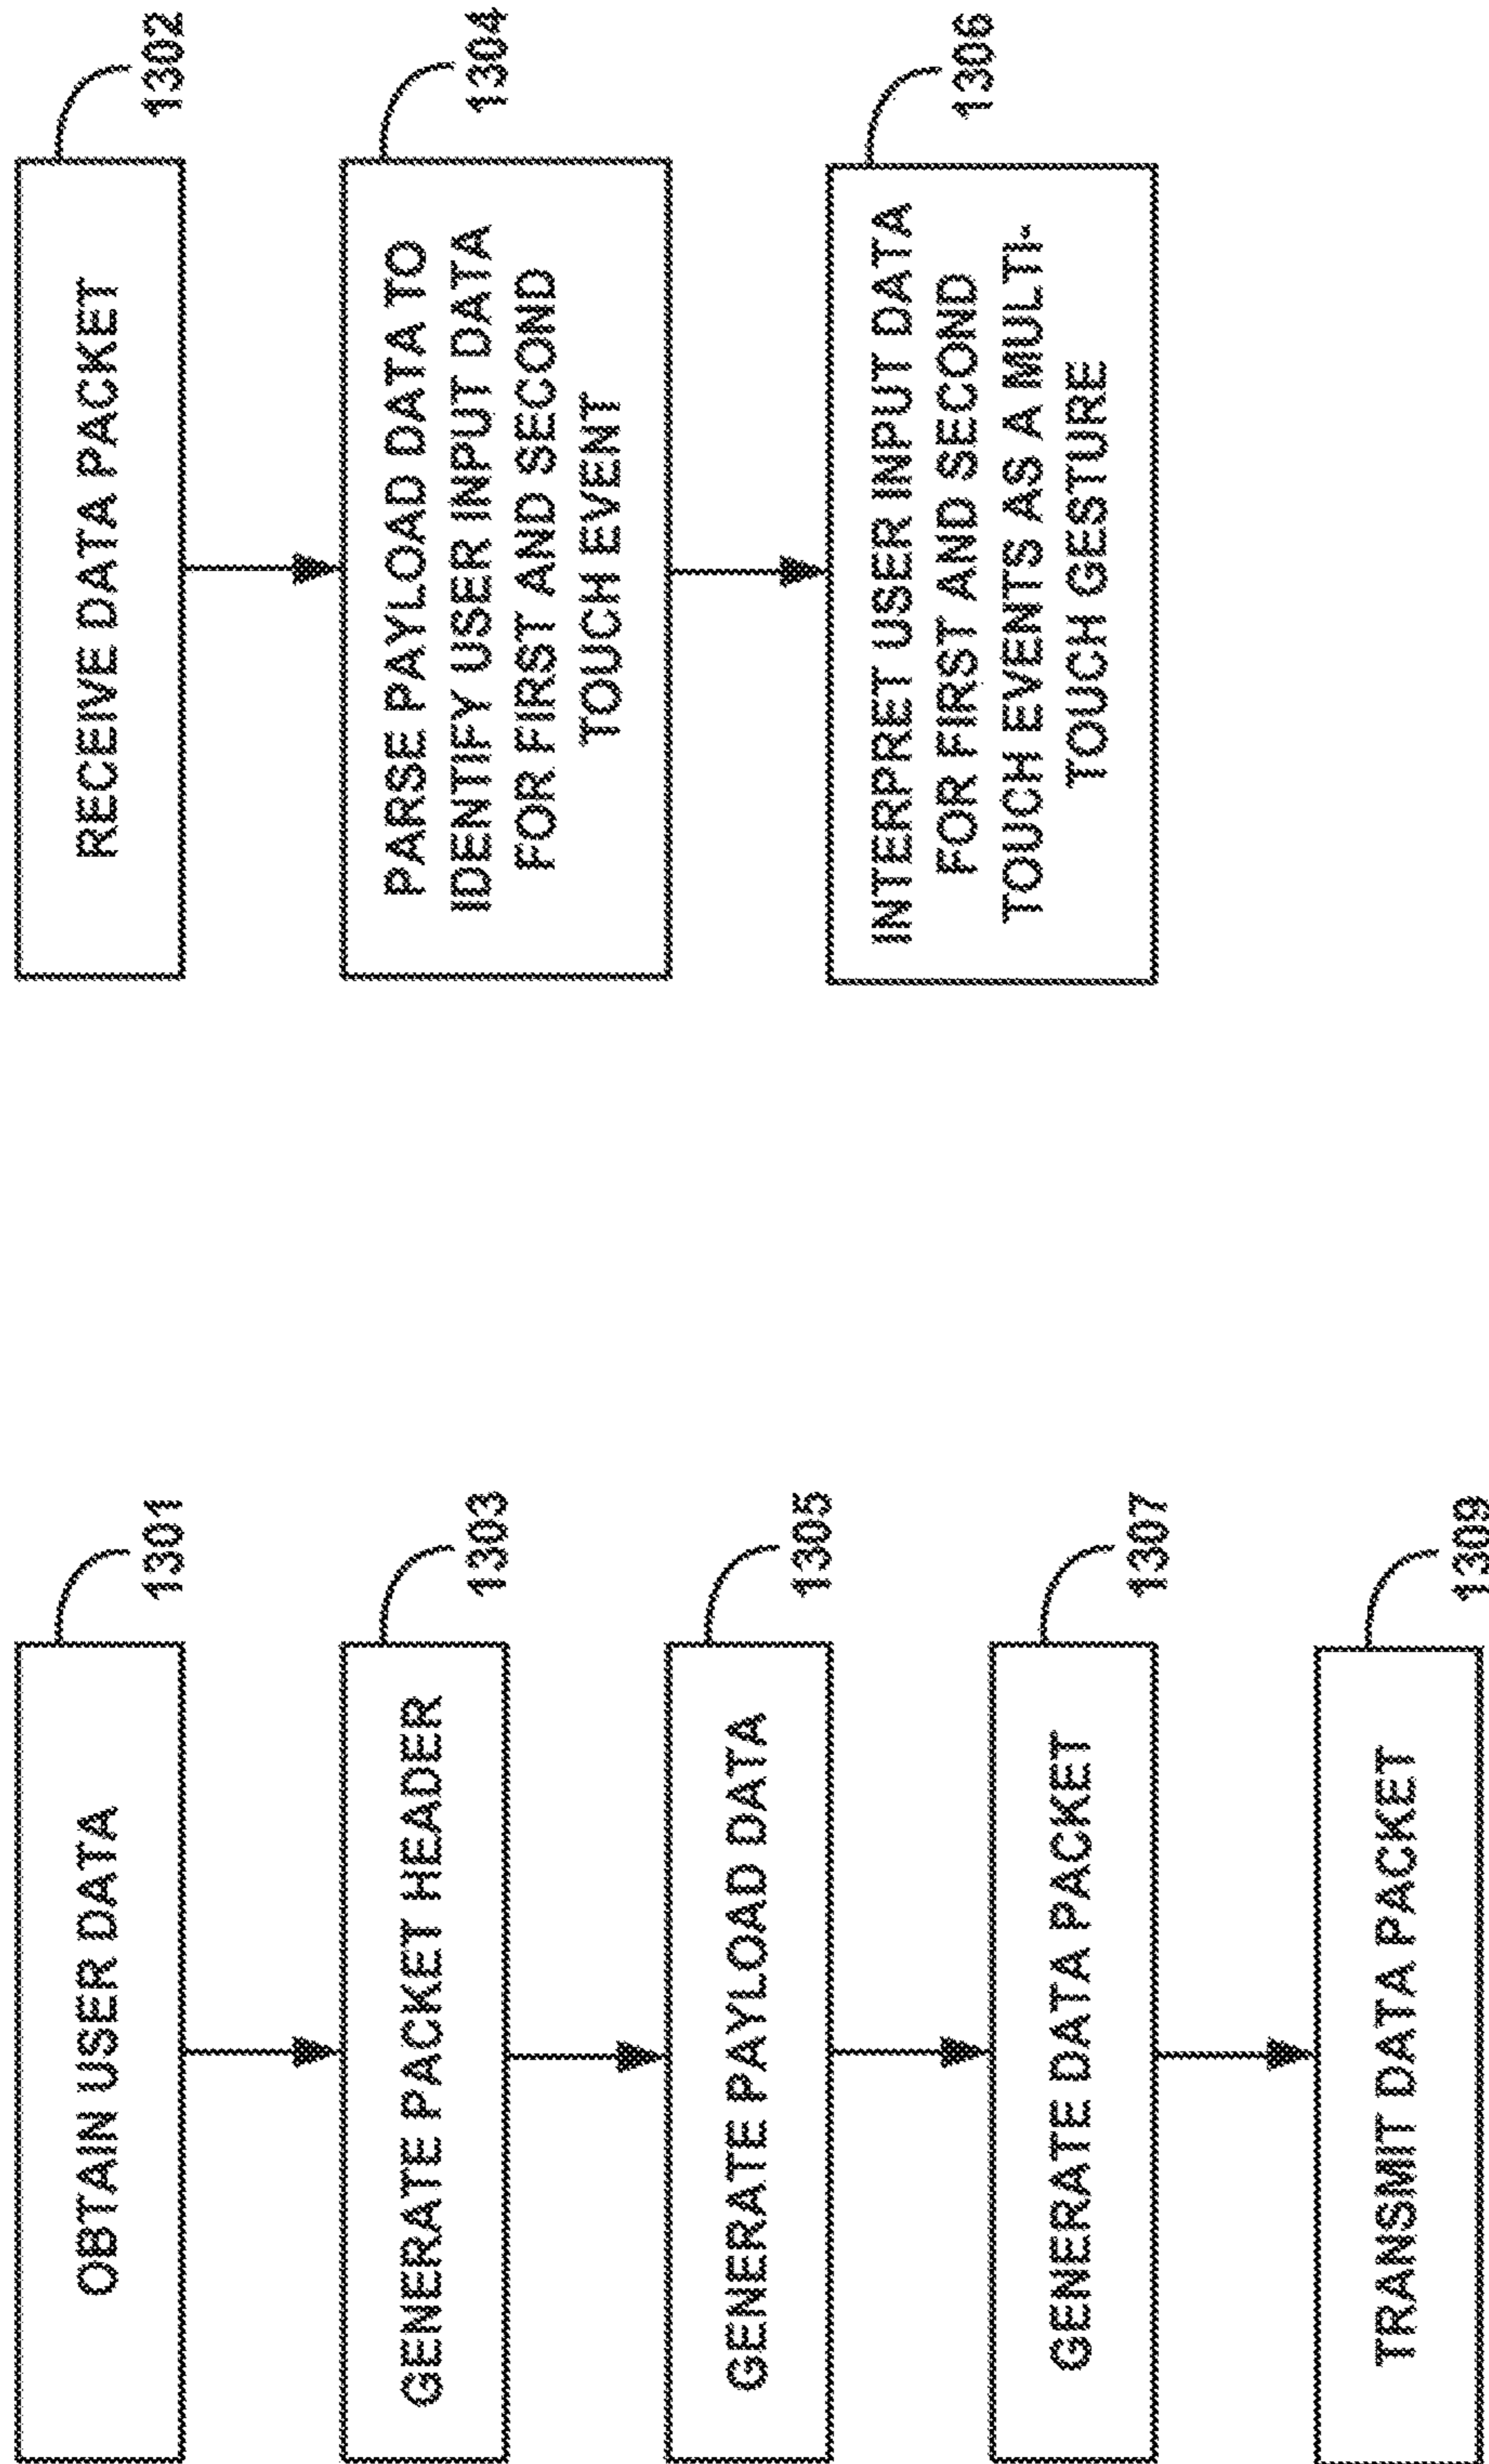 OBTAIN USER DATA
1301
GENERATE PACKET HEADER
1303
GENERATE PAYLOAD DATA
1305
GENERATE DATA PACKET
1307
TRANSMIT DATA PACKET
1309
RECEIVE DATA PACKET
1302
PARSE PAYLOAD DATA TO
IDENTIFY USER INPUT DATA
FOR FIRST AND SECOND
TOUCH EVENT
1304
INTERPRET USER INPUT DATA
FOR FIRST AND SECOND
TOUCH EVENTS AS A MULTI-
TOUCH GESTURE
1306